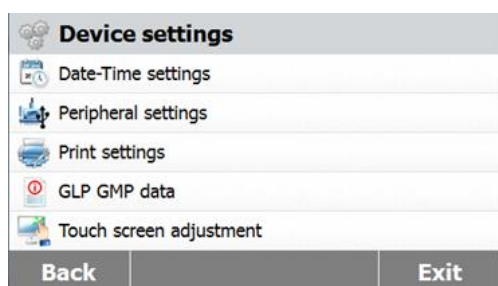 Device settings
Date-Time settings
Peripheral settings
Print settings
GLP GMP data
Touch screen adjustment
Back Exit